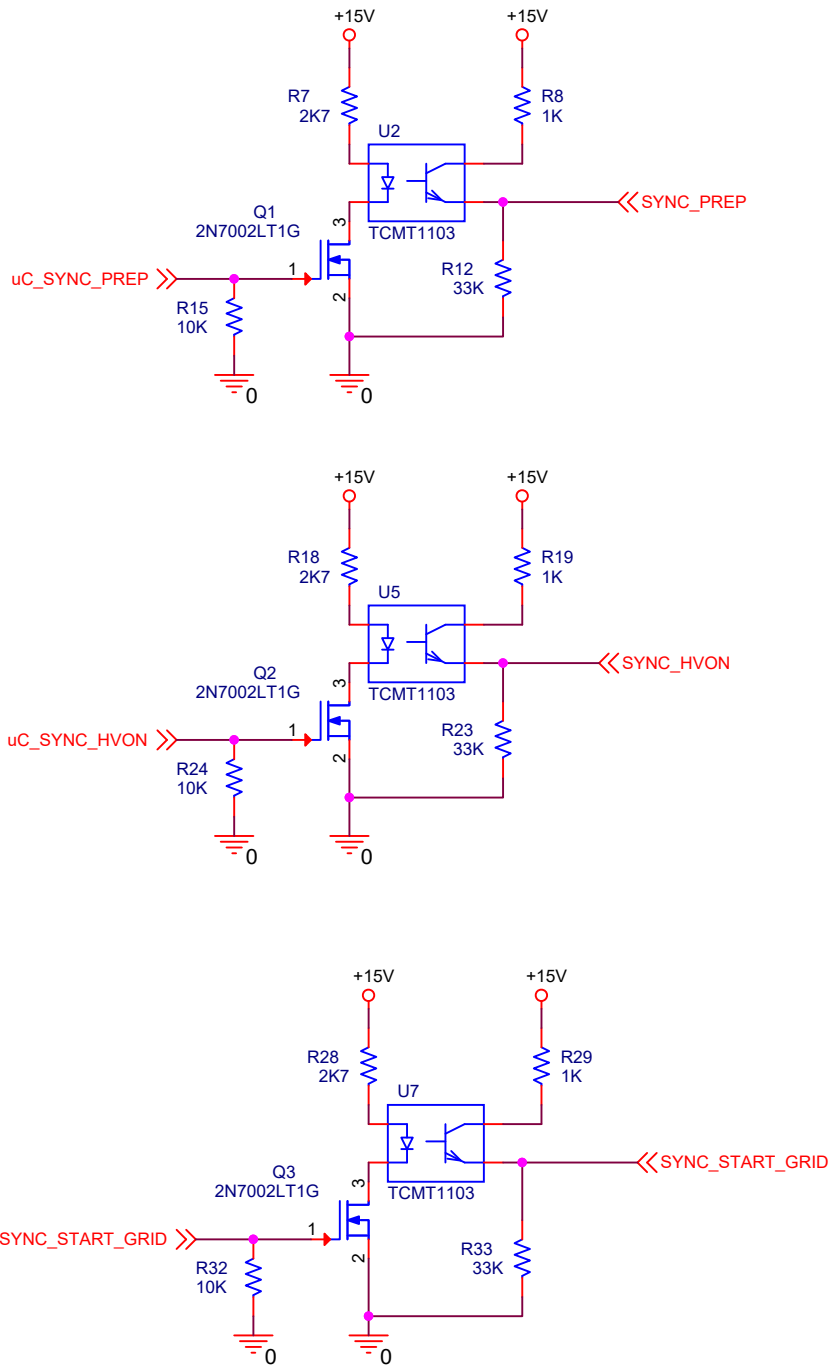 +15V
+15V
R7
2K7
R8
1K
U2
TCMT1103
SYNC_PREP
Q1
2N7002LT1G
3
1
2
uC_SYNC_PREP
R15
10K
R12
33K
0
0
+15V
+15V
R18
2K7
R19
1K
U5
TCMT1103
SYNC_HVON
Q2
2N7002LT1G
3
1
2
uC_SYNC_HVON
R24
10K
R23
33K
0
0
+15V
+15V
R28
2K7
R29
1K
U7
TCMT1103
SYNC_START_GRID
Q3
2N7002LT1G
3
1
2
SYNC_START_GRID
R32
10K
R33
33K
0
0